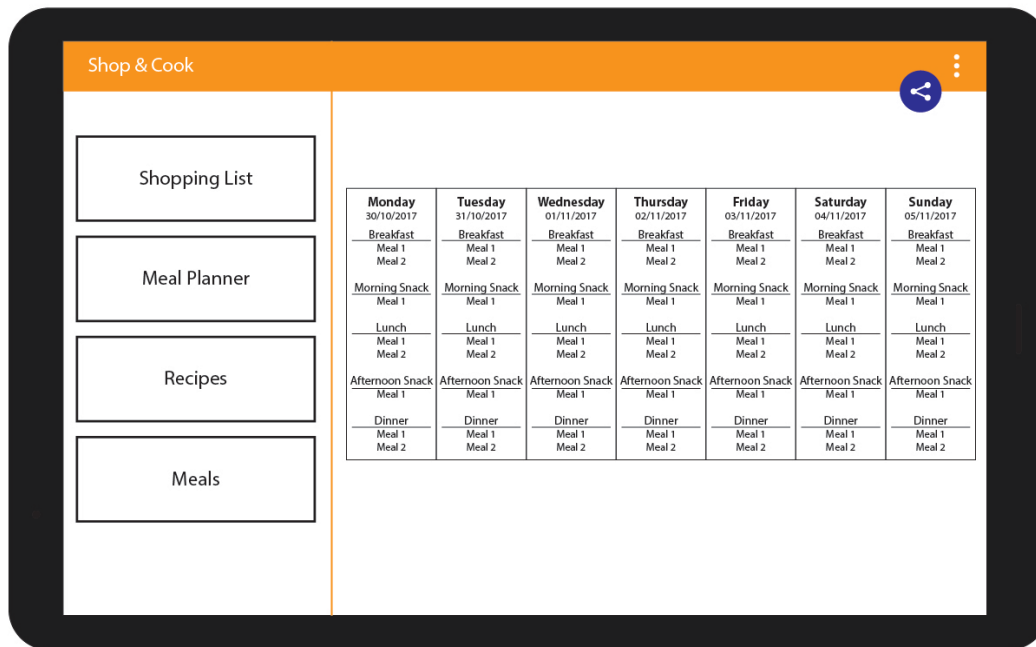 Shop & Cook
Shopping List
Meal Planner
Recipes
Meals
Monday Tuesday Wednesday Thursday Friday Saturday Sunday
30/10/2017 31/10/2017 01/11/2017 02/11/2017 03/11/2017 04/11/2017 05/11/2017
Breakfast Breakfast Breakfast Breakfast Breakfast Breakfast Breakfast
Meal 1 Meal 1 Meal 1 Meal 1 Meal 1 Meal 1 Meal 1
Meal 2 Meal 2 Meal 2 Meal 2 Meal 2 Meal 2 Meal 2
Morning Snack Morning Snack Morning Snack Morning Snack Morning Snack Morning Snack Morning Snack
Meal 1 Meal 1 Meal 1 Meal 1 Meal 1 Meal 1 Meal 1
Lunch Lunch Lunch Lunch Lunch Lunch Lunch
Meal 1 Meal 1 Meal 1 Meal 1 Meal 1 Meal 1 Meal 1
Meal 2 Meal 2 Meal 2 Meal 2 Meal 2 Meal 2 Meal 2
Afternoon Snack Afternoon Snack Afternoon Snack Afternoon Snack Afternoon Snack Afternoon Snack Afternoon Snack
Meal 1 Meal 1 Meal 1 Meal 1 Meal 1 Meal 1 Meal 1
Dinner Dinner Dinner Dinner Dinner Dinner Dinner
Meal 1 Meal 1 Meal 1 Meal 1 Meal 1 Meal 1 Meal 1
Meal 2 Meal 2 Meal 2 Meal 2 Meal 2 Meal 2 Meal 2